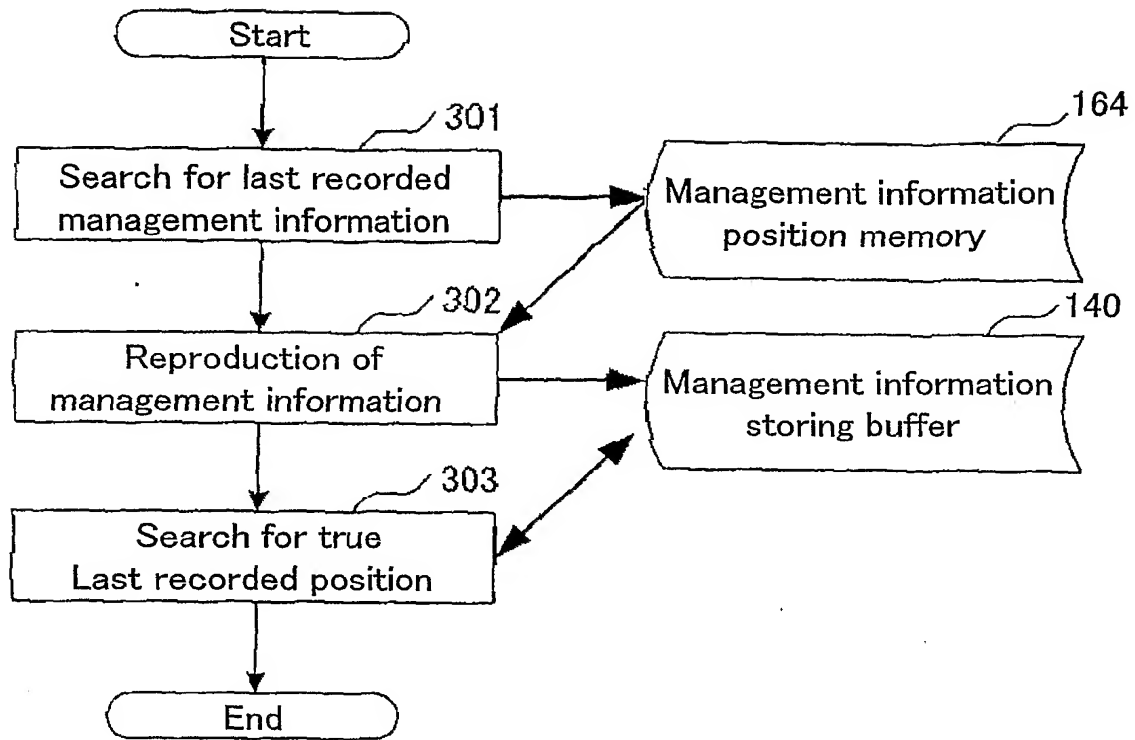 Start
301
Search for last recorded
management information
164
Management information
position memory
302
Reproduction of
management information
140
Management information
storing buffer
303
Search for true
Last recorded position
End